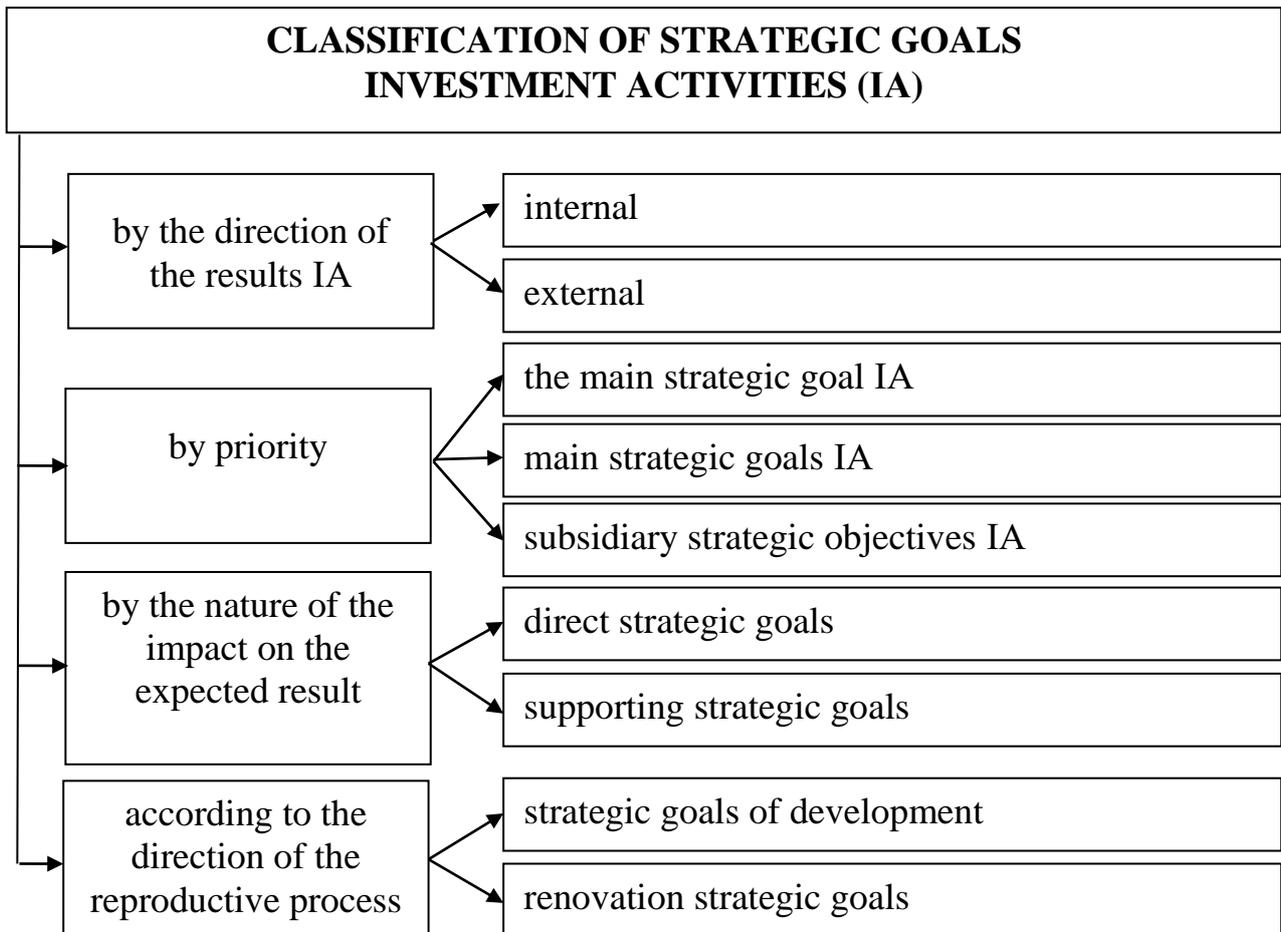 CLASSIFICATION OF STRATEGIC GOALS
INVESTMENT ACTIVITIES (IA)
by the direction of
the results IA
internal
external
by priority
the main strategic goal IA
main strategic goals IA
subsidiary strategic objectives IA
by the nature of the
impact on the
expected result
direct strategic goals
supporting strategic goals
according to the
direction of the
reproductive process
strategic goals of development
renovation strategic goals